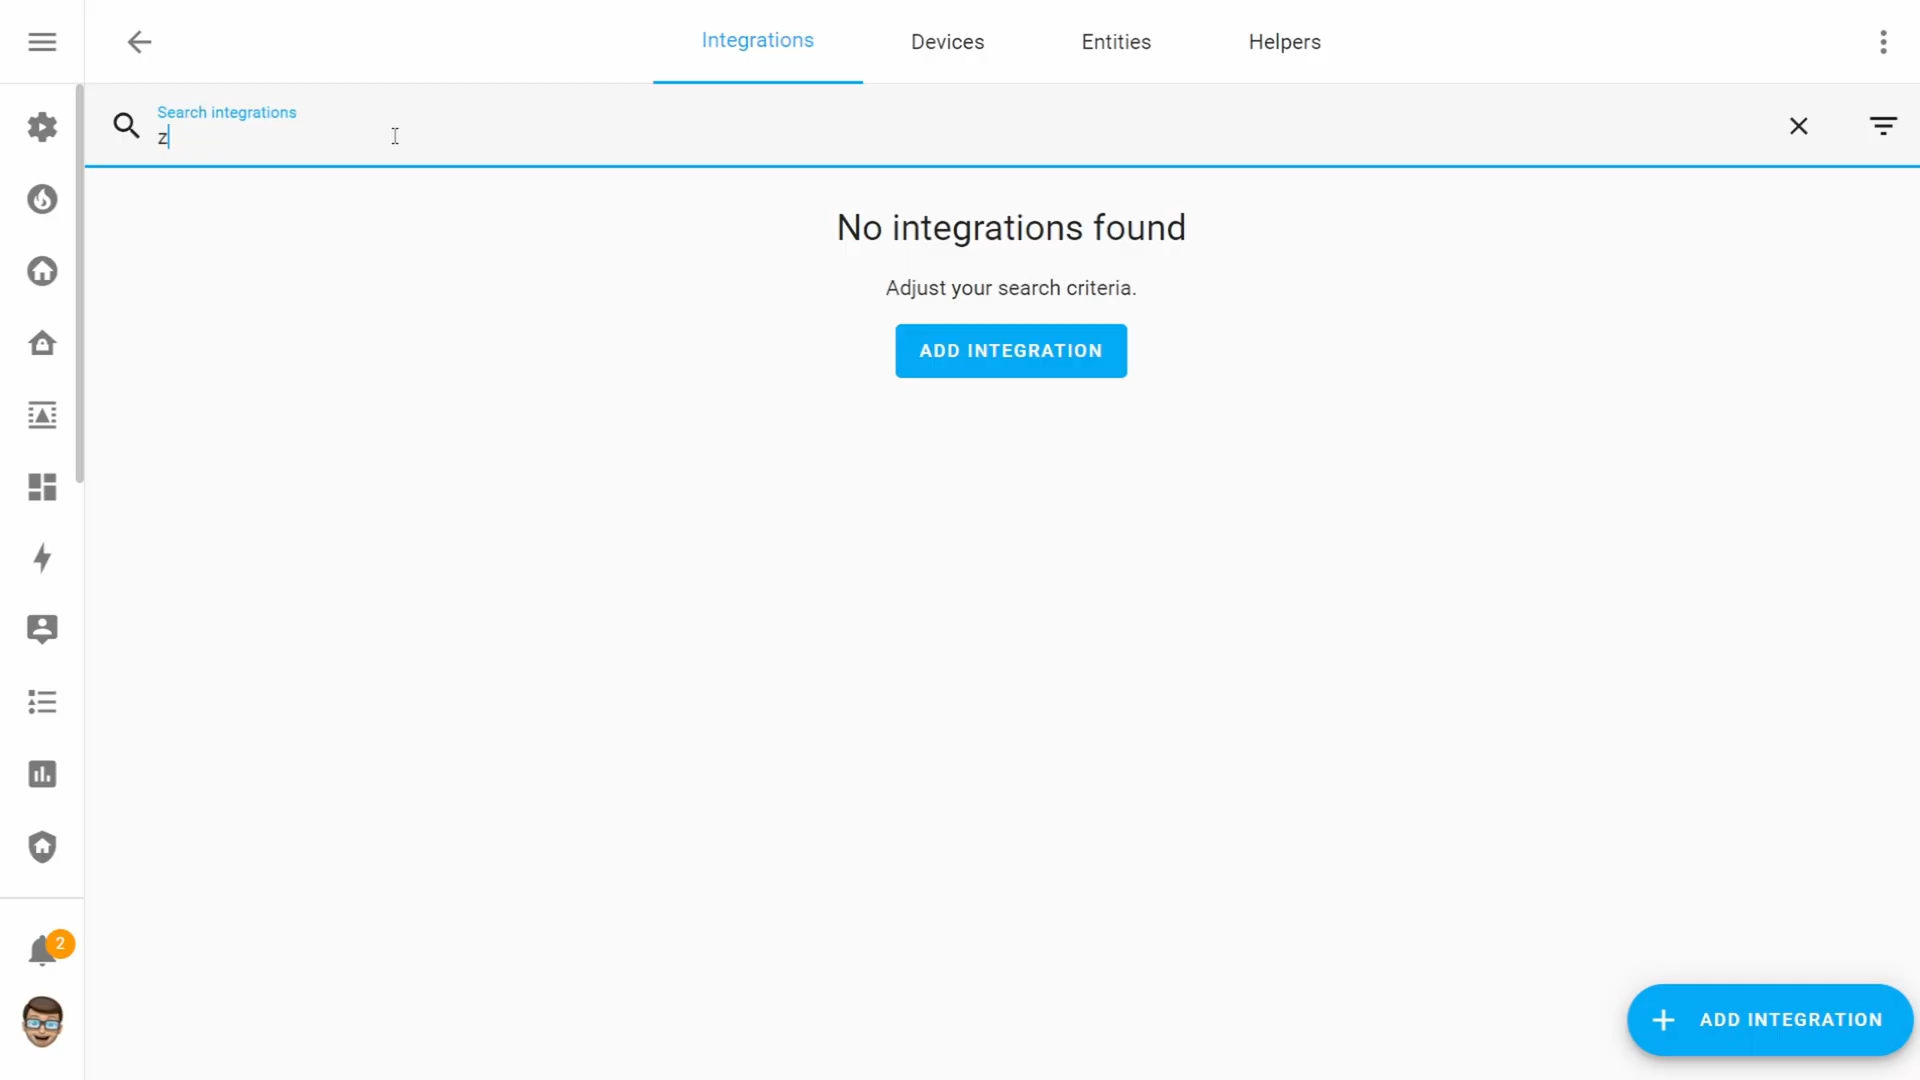 Integrations
Devices
Entities
Helpers
Search integrations
z
No integrations found
Adjust your search criteria.
ADD INTEGRATION
2
ADD INTEGRATION